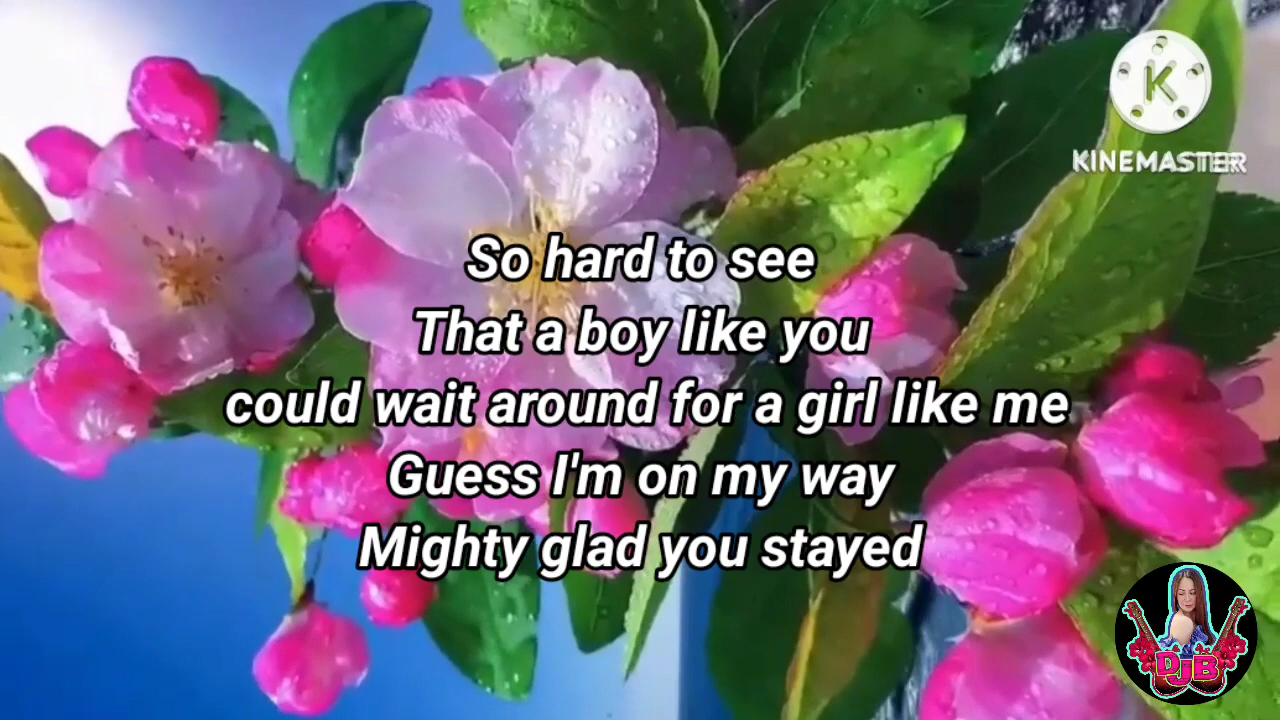 K
KINEMASTER
So hard to see
That a boy like you
could wait around for a girl like me
Guess I'm on my way
Mighty glad you stayed
DJB